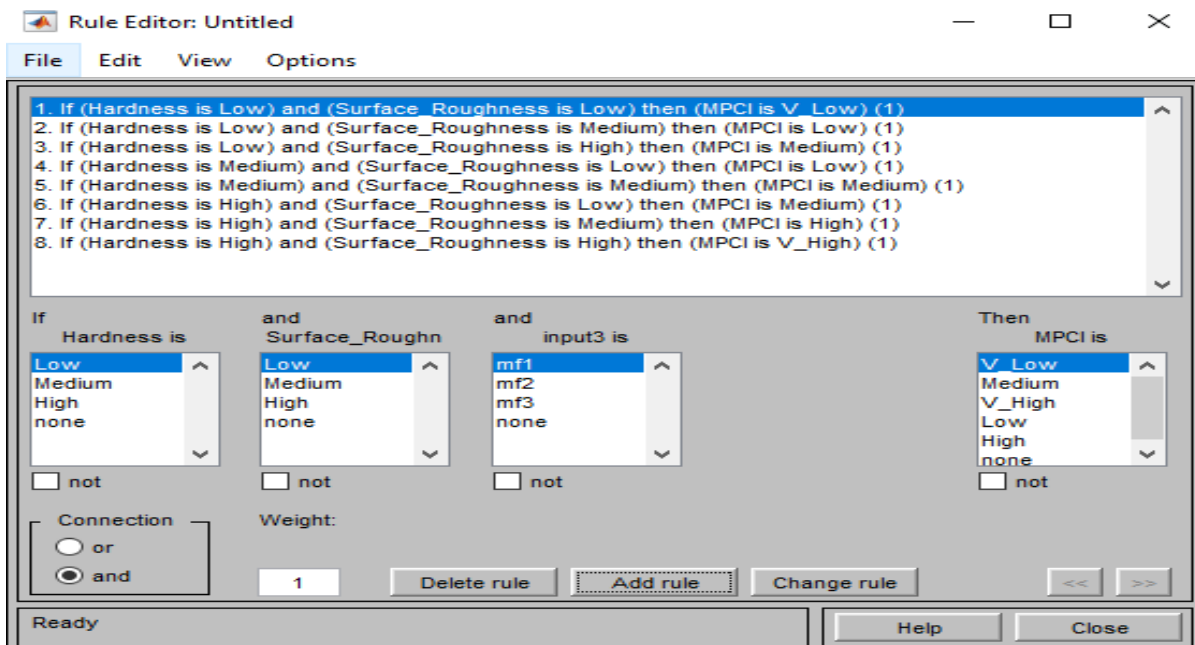 Rule Editor: Untitled
File Edit View Options
1. If (Hardness is Low) and (Surface_Roughness is Low) then (MPCI is V_Low) (1)
2. If (Hardness is Low) and (Surface_Roughness is Medium) then (MPCI is Low) (1)
3. If (Hardness is Low) and (Surface_Roughness is High) then (MPCI is Medium) (1)
4. If (Hardness is Medium) and (Surface_Roughness is Low) then (MPCI is Low) (1)
5. If (Hardness is Medium) and (Surface_Roughness is Medium) then (MPCI is Medium) (1)
6. If (Hardness is High) and (Surface_Roughness is Low) then (MPCI is Medium) (1)
7. If (Hardness is High) and (Surface_Roughness is Medium) then (MPCI is High) (1)
8. If (Hardness is High) and (Surface_Roughness is High) then (MPCI is V_High) (1)
If and and Then
Hardness is Surface_Roughn input3 is MPCI is
Low Low mf1 V_Low
Medium Medium mf2 Medium
High High mf3 V_High
none none none Low
High
none
not not not not
Connection Weight:
or
and 1 Delete rule Add rule Change rule << >>
Ready Help Close